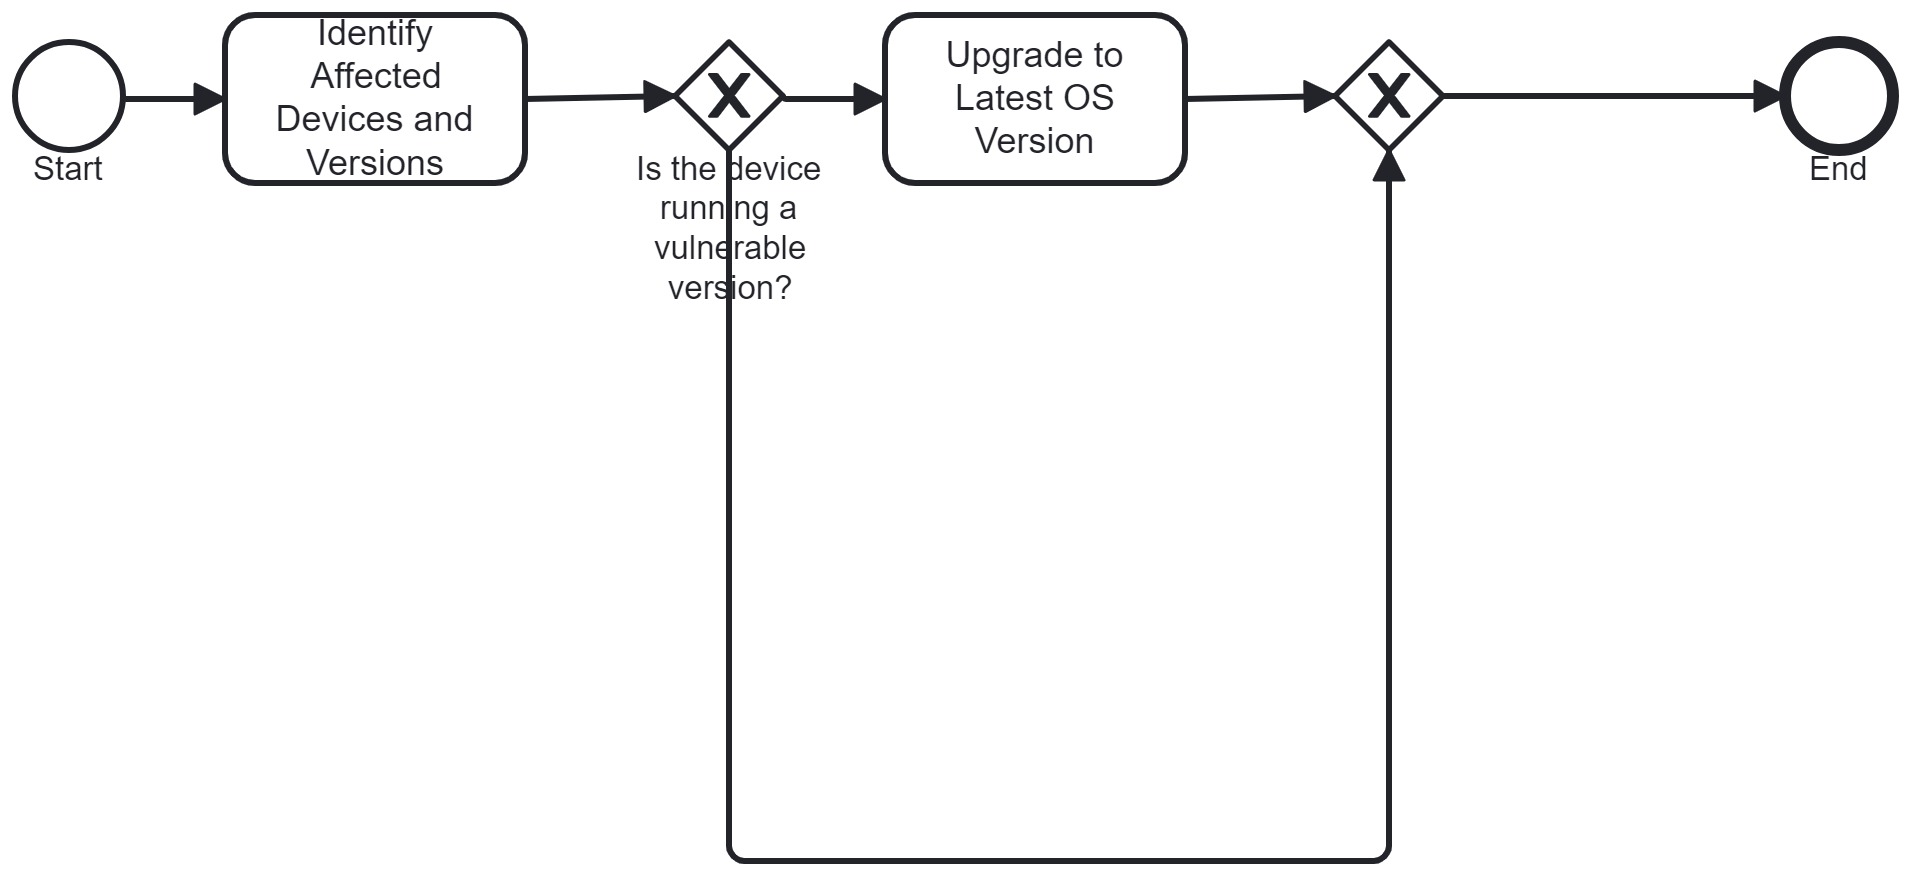 Start
Identify
Affected
Devices and
Versions
X
Is the device
running a
vulnerable
version?
Upgrade to
Latest OS
Version
X
End